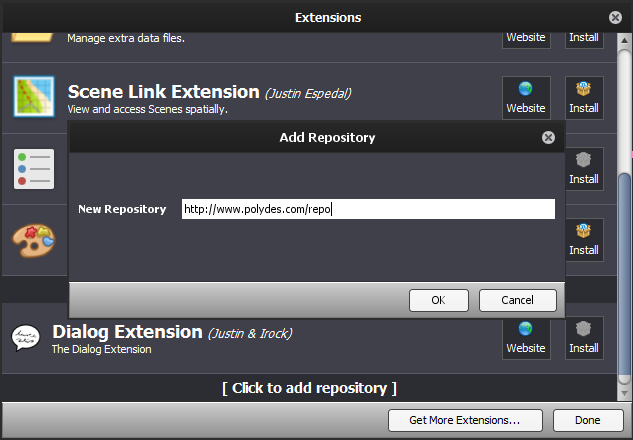 Extensions
Manage extra data files.
Website
Install
Scene Link Extension (Justin Espedal)
View and access Scenes spatially.
Website
Install
Add Repository
New Repository http://www.polydes.com/repo
Install
Install
OK
Cancel
Dialog Extension (Justin & Irock)
The Dialog Extension
Website
Install
[ Click to add repository ]
Get More Extensions...
Done